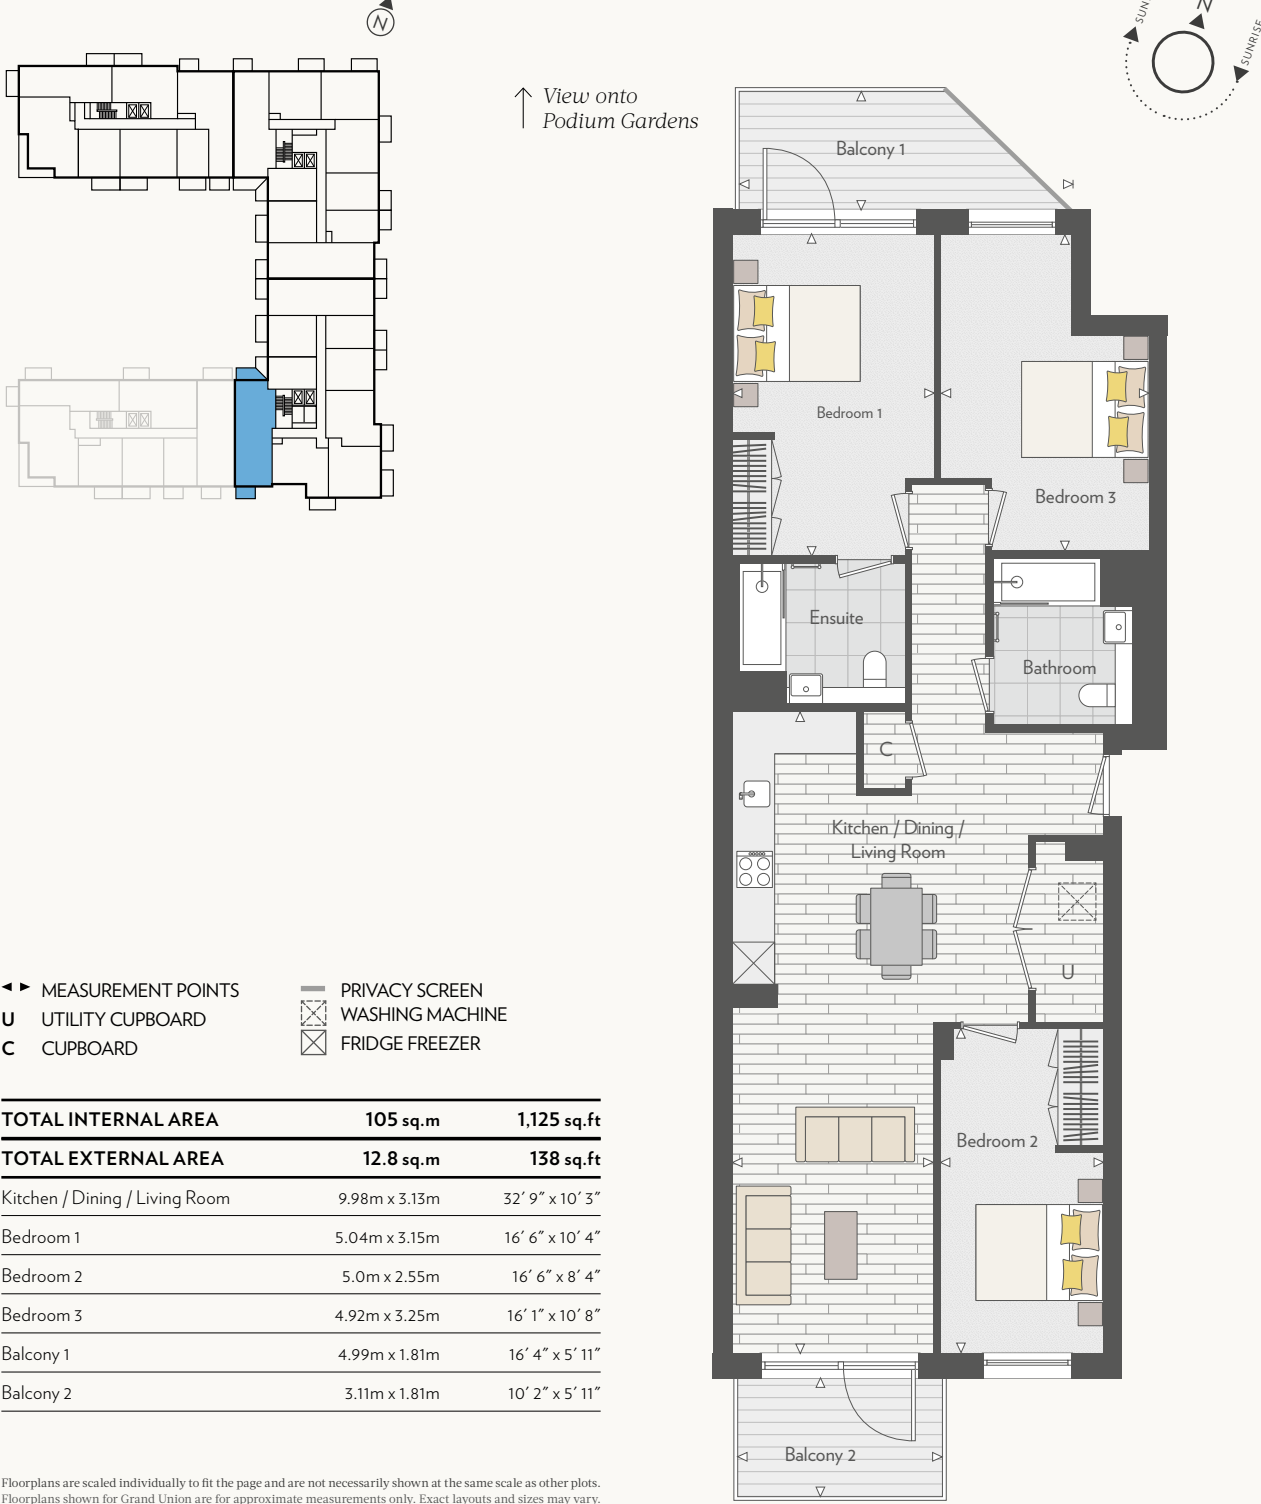 N
N
SUNRISE
View onto
Podium Gardens
Balcony 1
Bedroom 1
Bedroom 3
Ensuite
Bathroom
C
Kitchen / Dining /
Living Room
U
Bedroom 2
Balcony 2
MEASUREMENT POINTS
U UTILITY CUPBOARD
C CUPBOARD
PRIVACY SCREEN
WASHING MACHINE
FRIDGE FREEZER
TOTAL INTERNAL AREA 105 sq.m 1,125 sq.ft
TOTAL EXTERNAL AREA 12.8 sq.m 138 sq.ft
Kitchen / Dining / Living Room 9.98m x 3.13m 32′ 9″ x 10′ 3″
Bedroom 1 5.04m x 3.15m 16′ 6″ x 10′ 4″
Bedroom 2 5.0m x 2.55m 16′ 6″ x 8′ 4″
Bedroom 3 4.92m x 3.25m 16′ 1″ x 10′ 8″
Balcony 1 4.99m x 1.81m 16′ 4″ x 5′ 11″
Balcony 2 3.11m x 1.81m 10′ 2″ x 5′ 11″
Floorplans are scaled individually to fit the page and are not necessarily shown at the same scale as other plots.
Floorplans shown for Grand Union are for approximate measurements only. Exact layouts and sizes may vary.